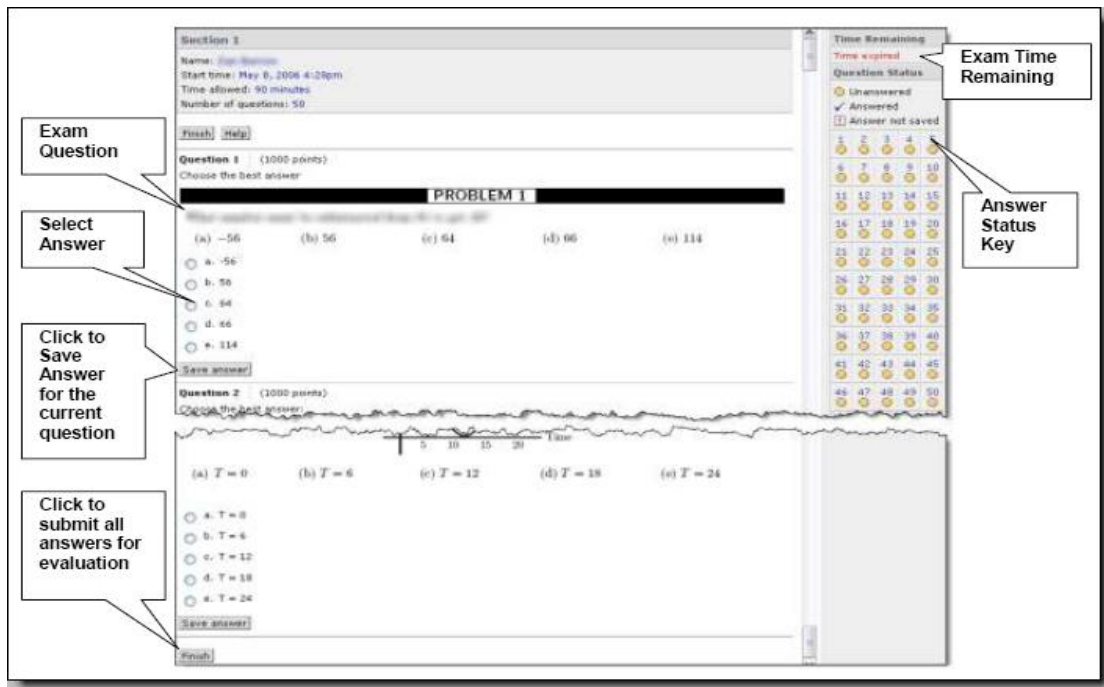 Section 1
Name:
Start time: May 8, 2006 4:28pm
Time allowed: 90 minutes
Number of questions: 50
Finish Help
Question 1 (1000 points)
Choose the best answer
PROBLEM 1
(a) −56 (b) 56 (c) 64 (d) 66 (e) 114
a. -56
b. 56
c. 64
d. 66
e. 114
Save answer
Question 2 (1000 points)
Choose the best answer:
5 10 15 20 Time
(a) T = 0 (b) T = 6 (c) T = 12 (d) T = 18 (e) T = 24
a. T = 0
b. T = 6
c. T = 12
d. T = 18
e. T = 24
Save answer
Finish
Time Remaining
Time expired
Question Status
Unanswered
Answered
Answer not saved
1 2 3 4 5
6 7 8 9 10
11 12 13 14 15
16 17 18 19 20
21 22 23 24 25
26 27 28 29 30
31 32 33 34 35
36 37 38 39 40
41 42 43 44 45
46 47 48 49 50
Exam
Question
Select
Answer
Click to
Save
Answer
for the
current
question
Click to
submit all
answers for
evaluation
Exam Time
Remaining
Answer
Status
Key